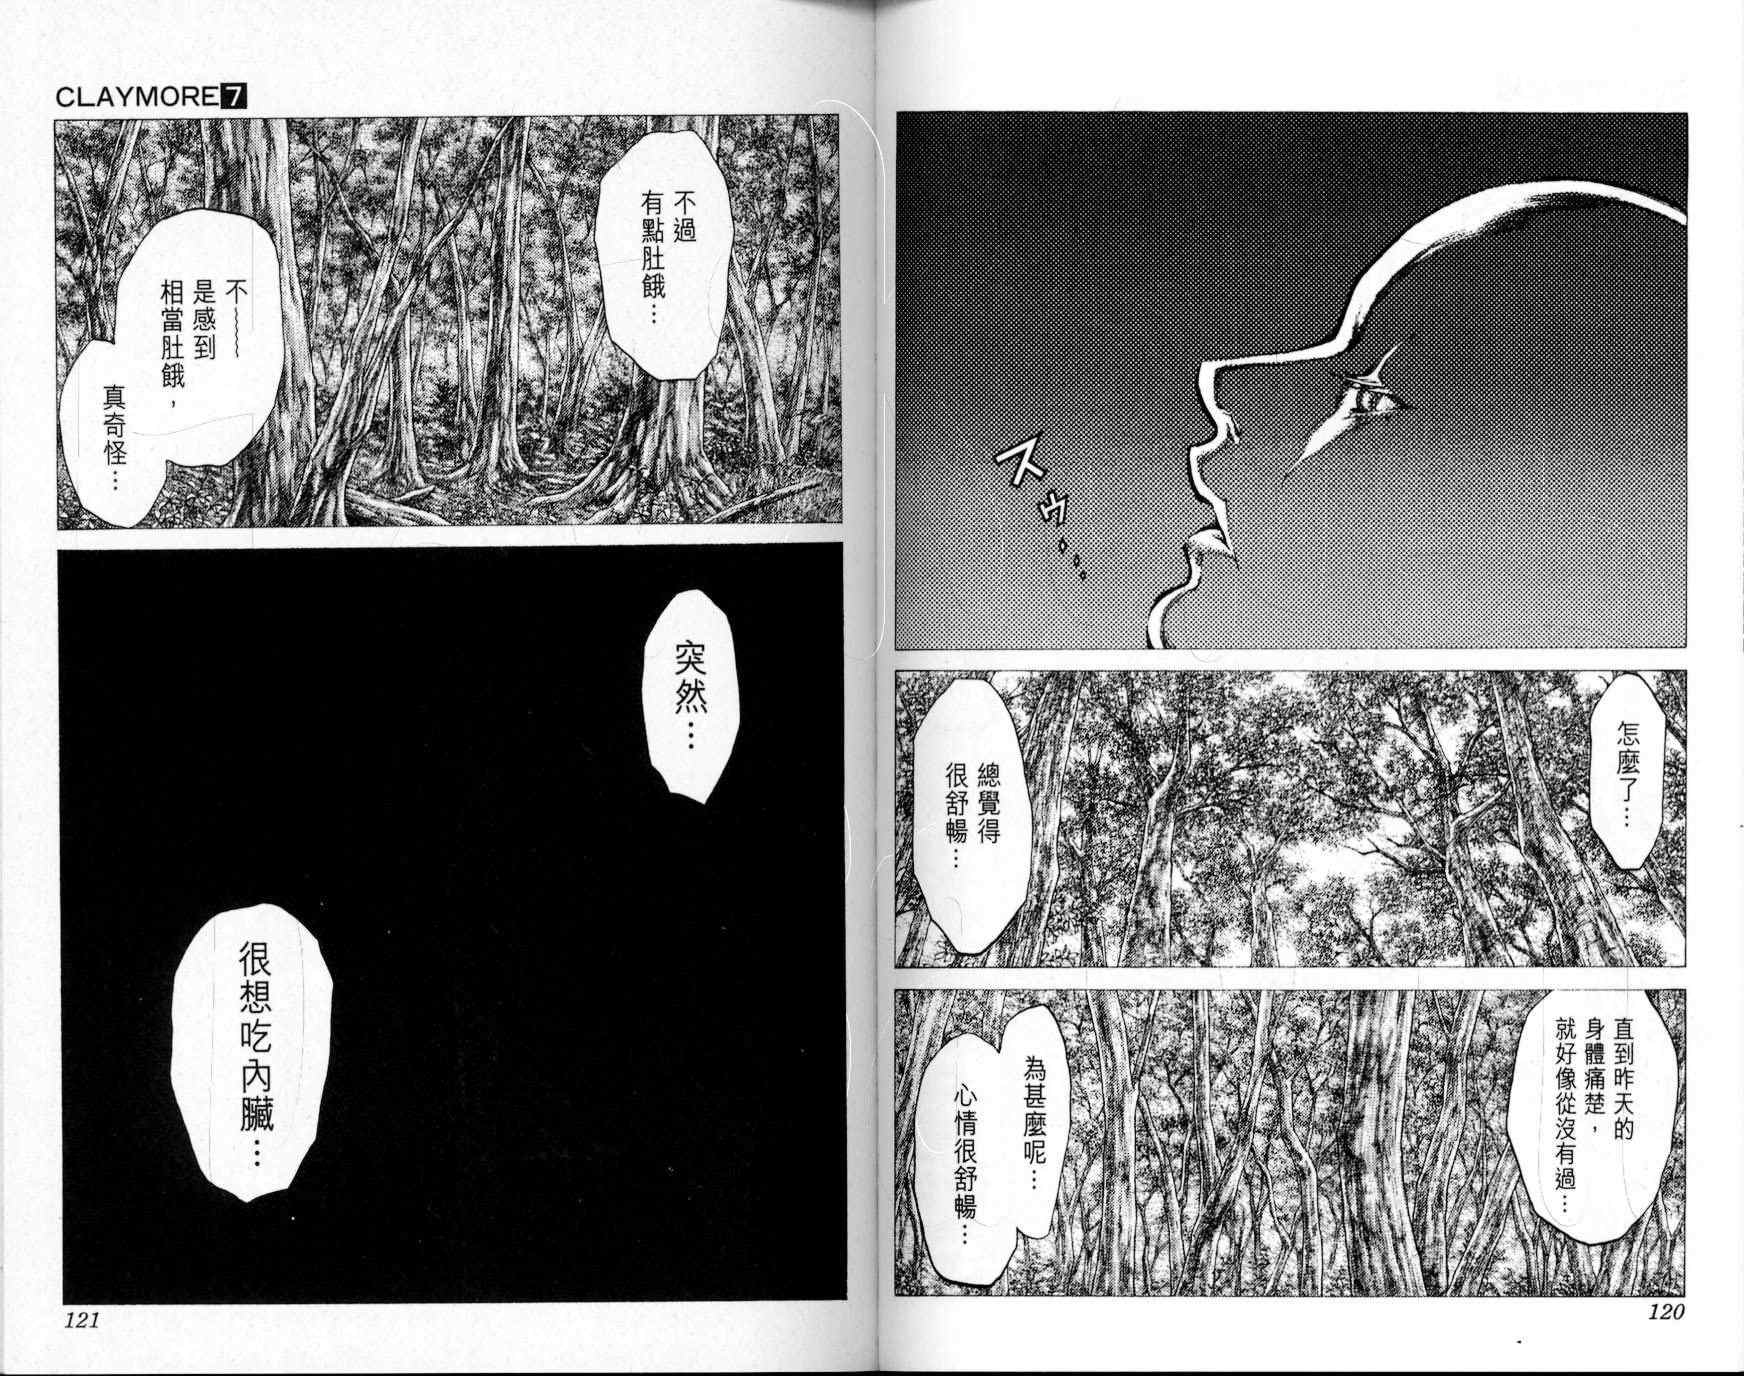 スゥ…
怎麼了…
總覺得
很舒暢…
直到昨天的
身體痛楚，
就好像從沒有過…
為甚麼呢…
心情很舒暢…
120
CLAYMORE 7
不過
有點肚餓…
不～～
是感到
相當肚餓，
真奇怪…
突然…
很想吃內臟…
121